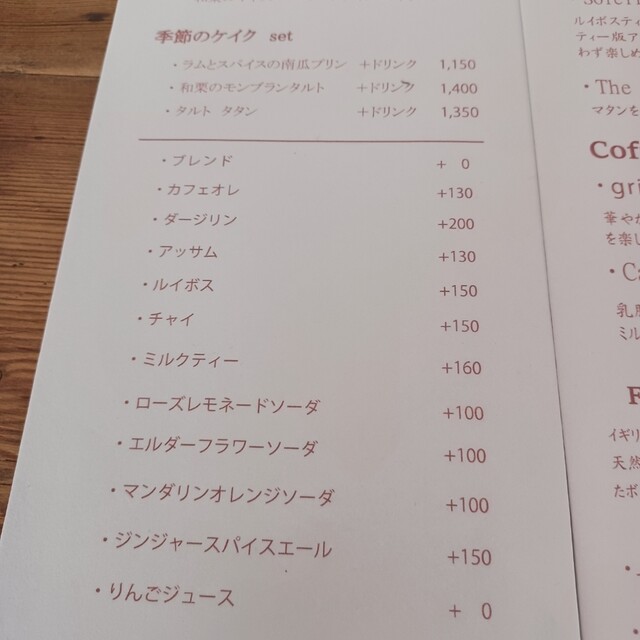 季節のケイク set
・ラムとスパイスの南瓜プリン ＋ドリンク 1,150
・和栗のモンブランタルト ＋ドリンク 1,400
・タルト タタン ＋ドリンク 1,350
・ブレンド + 0
・カフェオレ +130
・ダージリン +200
・アッサム +130
・ルイボス +150
・チャイ +150
・ミルクティー +160
・ローズレモネードソーダ +100
・エルダーフラワーソーダ +100
・マンダリンオレンジソーダ +100
・ジンジャースパイスエール +150
・りんごジュース + 0
ルイボステ
ティー版ア
わず楽しめ
・The
マタンを
Cof
・gri
華やか
を楽し
・Ca
乳
ミル
F
イギリ
天然
たボ